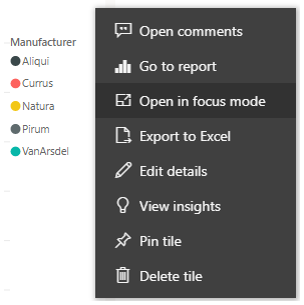 Manufacturer
Aliqui
Currus
Natura
Pirum
VanArsdel
Open comments
Go to report
Open in focus mode
Export to Excel
Edit details
View insights
Pin tile
Delete tile